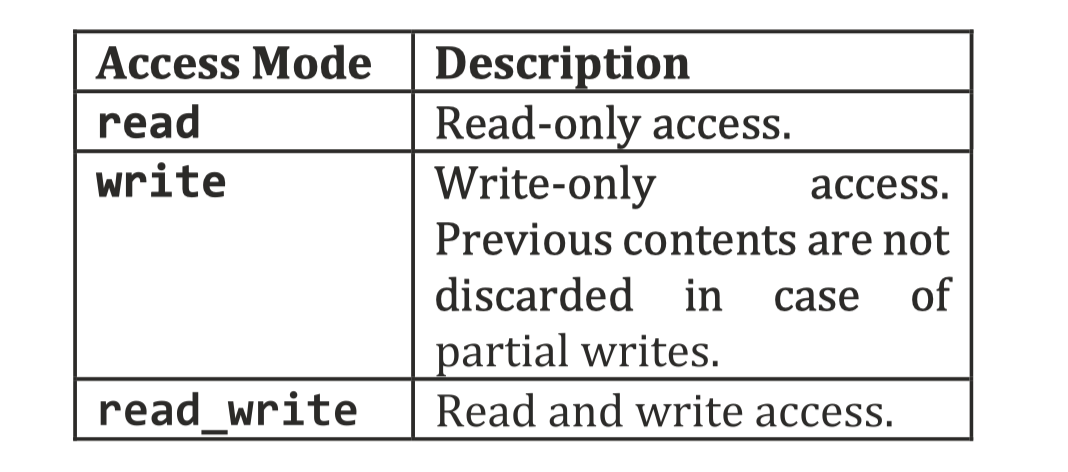 Access Mode Description
read Read-only access.
write Write-only access.
Previous contents are not
discarded in case of
partial writes.
read_write Read and write access.